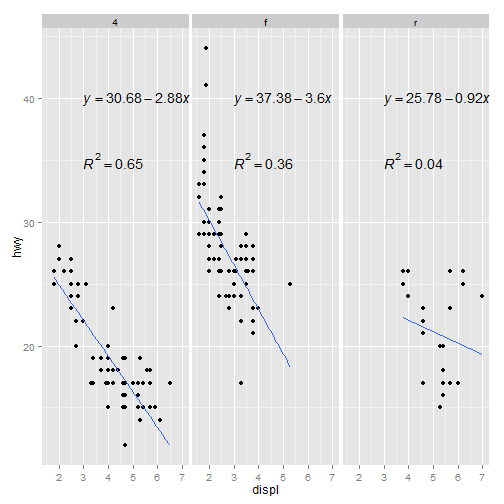 4 f r
y = 30.68 − 2.88x y = 37.38 − 3.6x y = 25.78 − 0.92x
R² = 0.65 R² = 0.36 R² = 0.04
40
30
20
hwy
2 3 4 5 6 7 2 3 4 5 6 7 2 3 4 5 6 7
displ